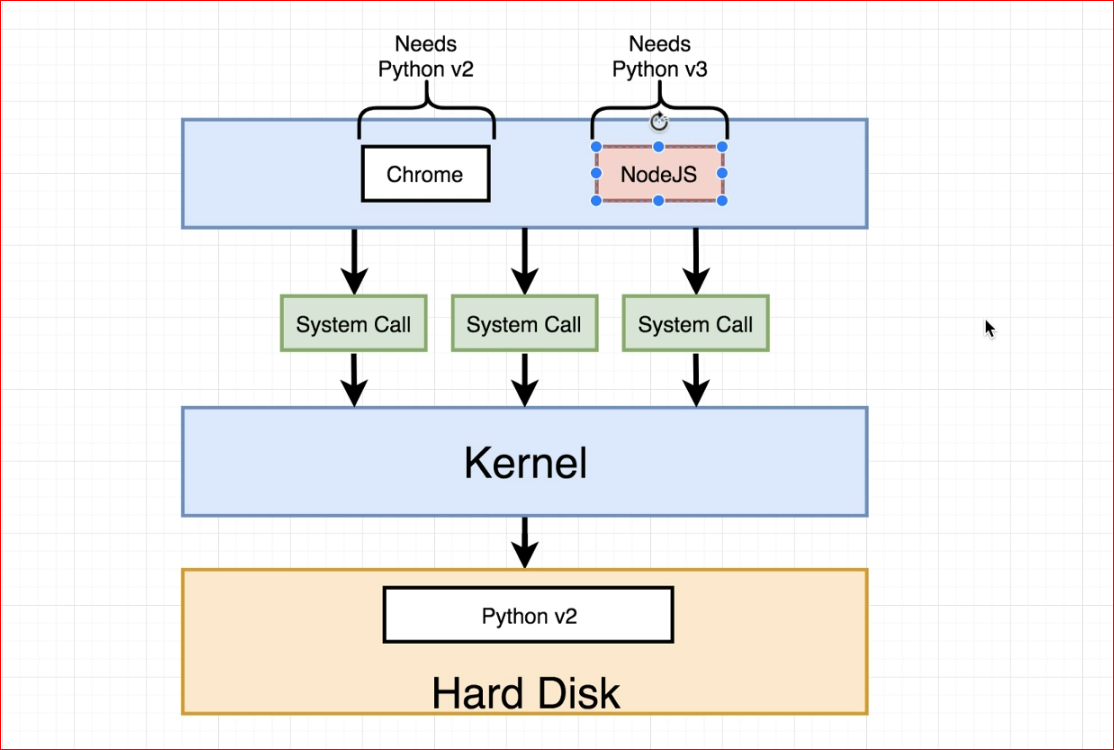 Needs
Python v2
Needs
Python v3
Chrome
NodeJS
System Call
System Call
System Call
Kernel
Python v2
Hard Disk